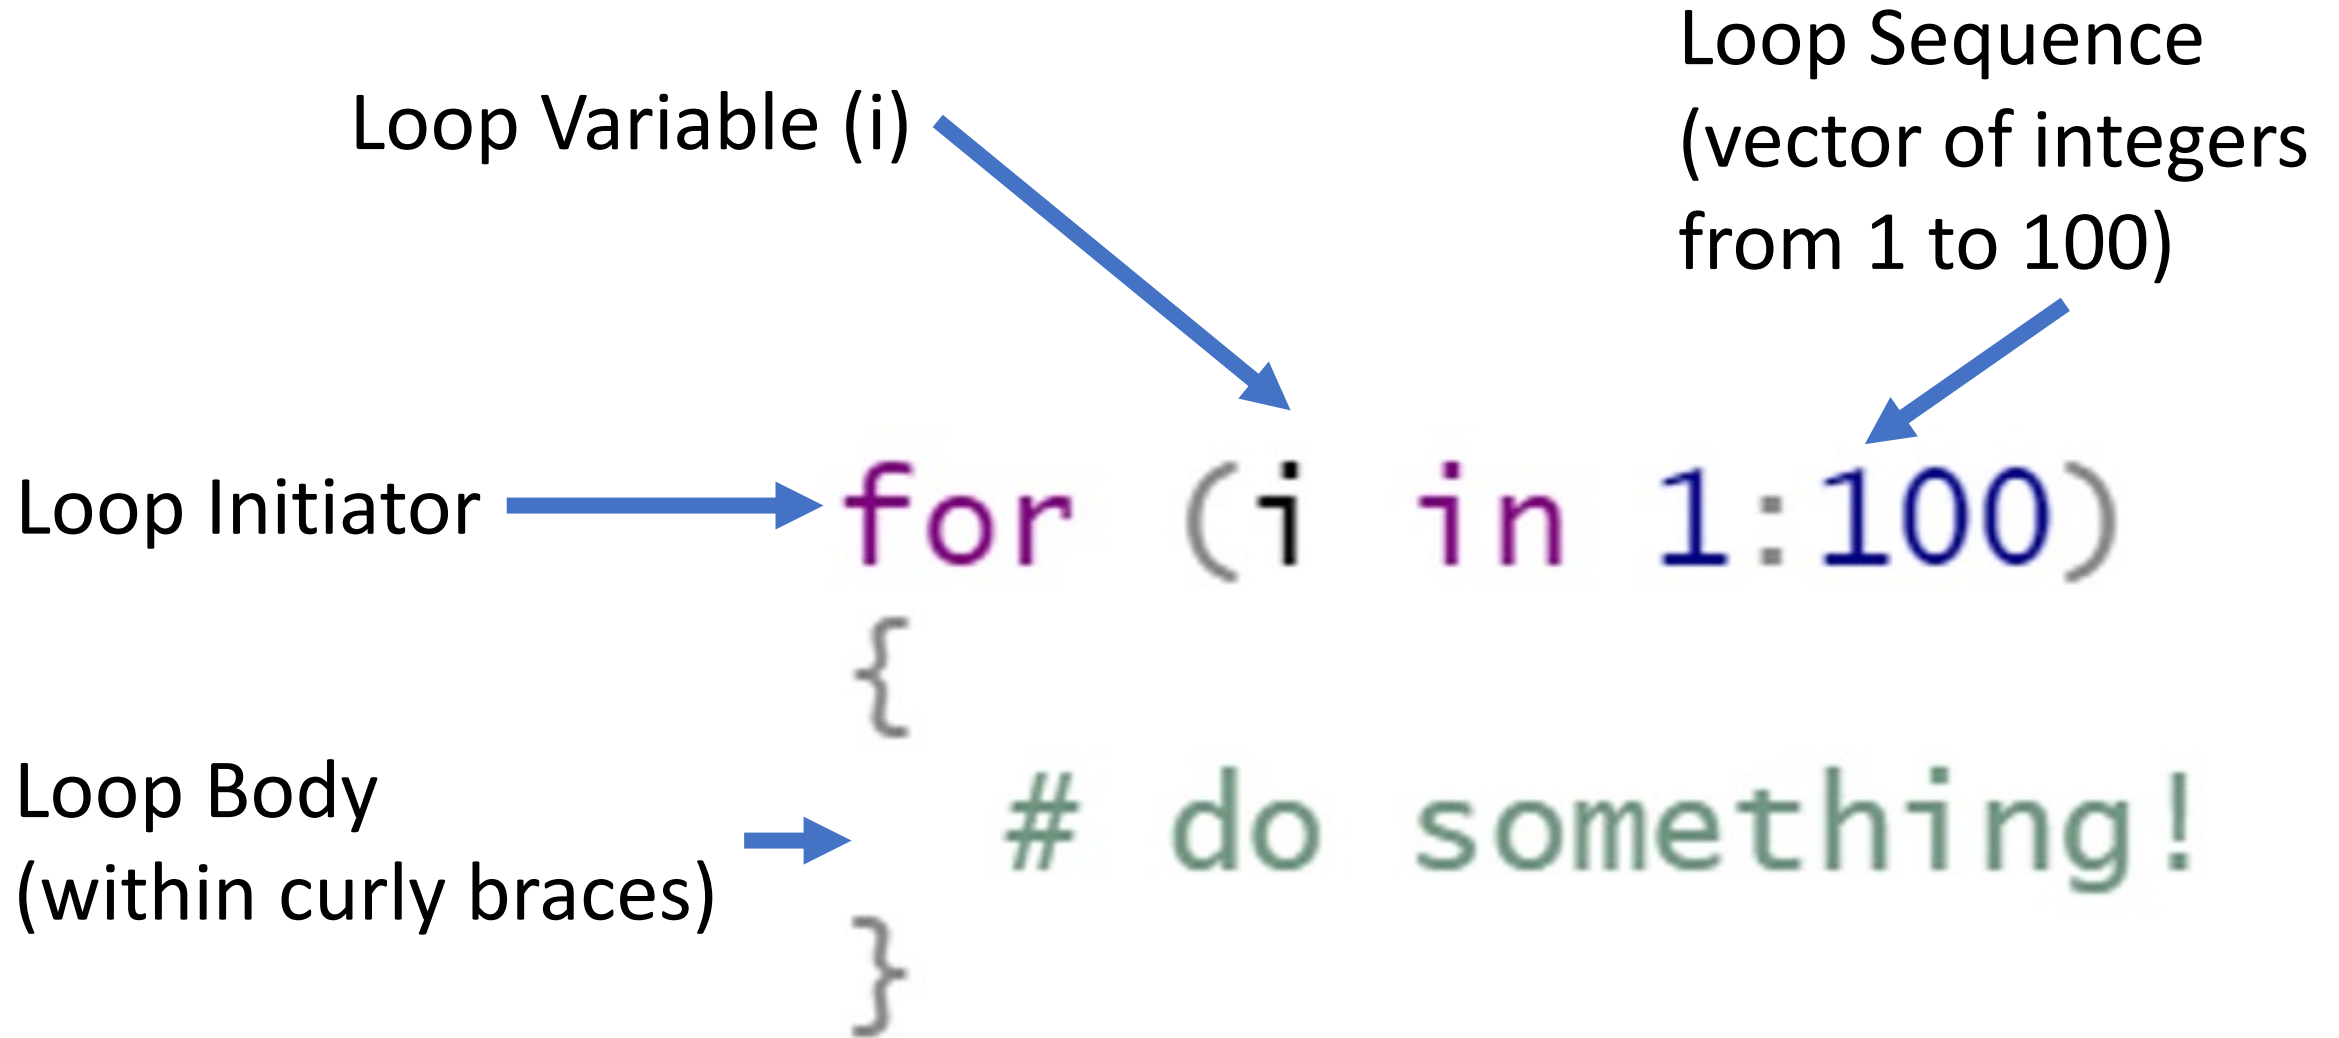 Loop Sequence
(vector of integers
from 1 to 100)
Loop Variable (i)
Loop Initiator
for (i in 1:100)
{
Loop Body
(within curly braces)
# do something!
}